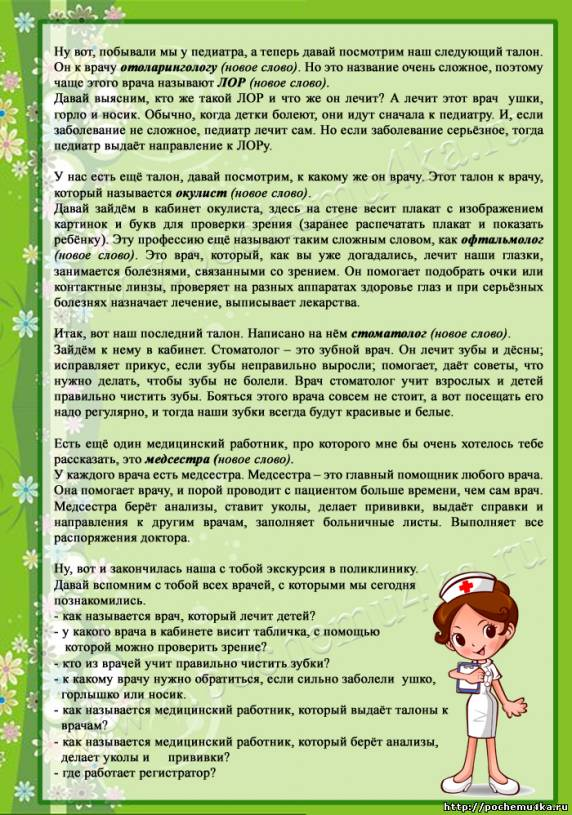 Ну вот, побывали мы у педиатра, а теперь давай посмотрим наш следующий талон.
Он к врачу отоларингологу (новое слово). Но это название очень сложное, поэтому
чаще этого врача называют ЛОР (новое слово).
Давай выясним, кто же такой ЛОР и что же он лечит? А лечит этот врач ушки,
горло и носик. Обычно, когда детки болеют, они идут сначала к педиатру. И, если
заболевание не сложное, педиатр лечит сам. Но если заболевание серьёзное, тогда
педиатр выдаёт направление к ЛОРу.
У нас есть ещё талон, давай посмотрим, к какому же он врачу. Этот талон к врачу,
который называется окулист (новое слово).
Давай зайдём в кабинет окулиста, здесь на стене весит плакат с изображением
картинок и букв для проверки зрения (заранее распечатать плакат и показать
ребёнку). Эту профессию ещё называют таким сложным словом, как офтальмолог
(новое слово). Это врач, который, как вы уже догадались, лечит наши глазки,
занимается болезнями, связанными со зрением. Он помогает подобрать очки или
контактные линзы, проверяет на разных аппаратах здоровье глаз и при серьёзных
болезнях назначает лечение, выписывает лекарства.
Итак, вот наш последний талон. Написано на нём стоматолог (новое слово).
Зайдём к нему в кабинет. Стоматолог – это зубной врач. Он лечит зубы и дёсны;
исправляет прикус, если зубы неправильно выросли; помогает, даёт советы, что
нужно делать, чтобы зубы не болели. Врач стоматолог учит взрослых и детей
правильно чистить зубы. Бояться этого врача совсем не стоит, а вот посещать его
надо регулярно, и тогда наши зубки всегда будут красивые и белые.
Есть ещё один медицинский работник, про которого мне бы очень хотелось тебе
рассказать, это медсестра (новое слово).
У каждого врача есть медсестра. Медсестра – это главный помощник любого врача.
Она помогает врачу, и порой проводит с пациентом больше времени, чем сам врач.
Медсестра берёт анализы, ставит уколы, делает прививки, выдаёт справки и
направления к другим врачам, заполняет больничные листы. Выполняет все
распоряжения доктора.
Ну, вот и закончилась наша с тобой экскурсия в поликлинику.
Давай вспомним с тобой всех врачей, с которыми мы сегодня
познакомились.
- как называется врач, который лечит детей?
- у какого врача в кабинете висит табличка, с помощью
которой можно проверить зрение?
- кто из врачей учит правильно чистить зубки?
- к какому врачу нужно обратиться, если сильно заболели ушко,
горлышко или носик.
- как называется медицинский работник, который выдаёт талоны к
врачам?
- как называется медицинский работник, который берёт анализы,
делает уколы и прививки?
- где работает регистратор?
http://pochemu4ka.ru